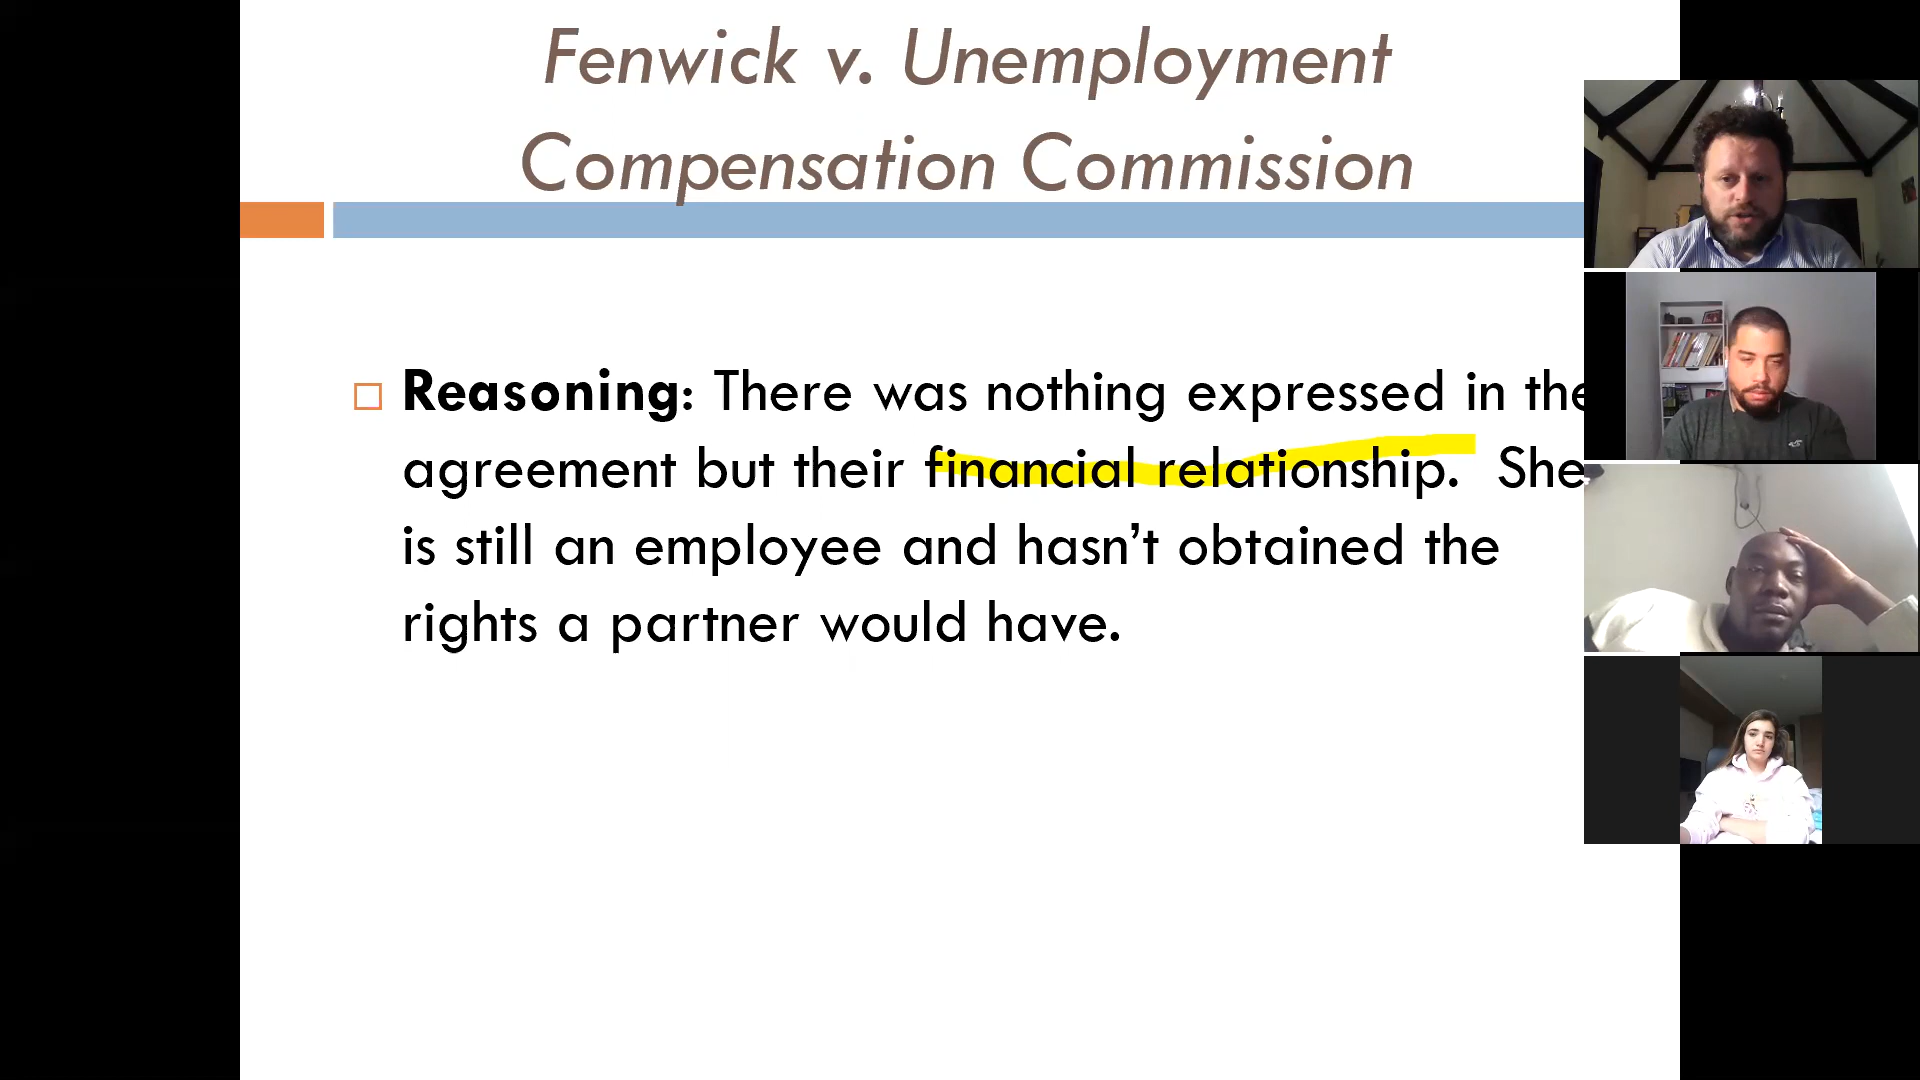 Fenwick v. Unemployment
Compensation Commission
Reasoning: There was nothing expressed in the
agreement but their financial relationship. She
is still an employee and hasn’t obtained the
rights a partner would have.